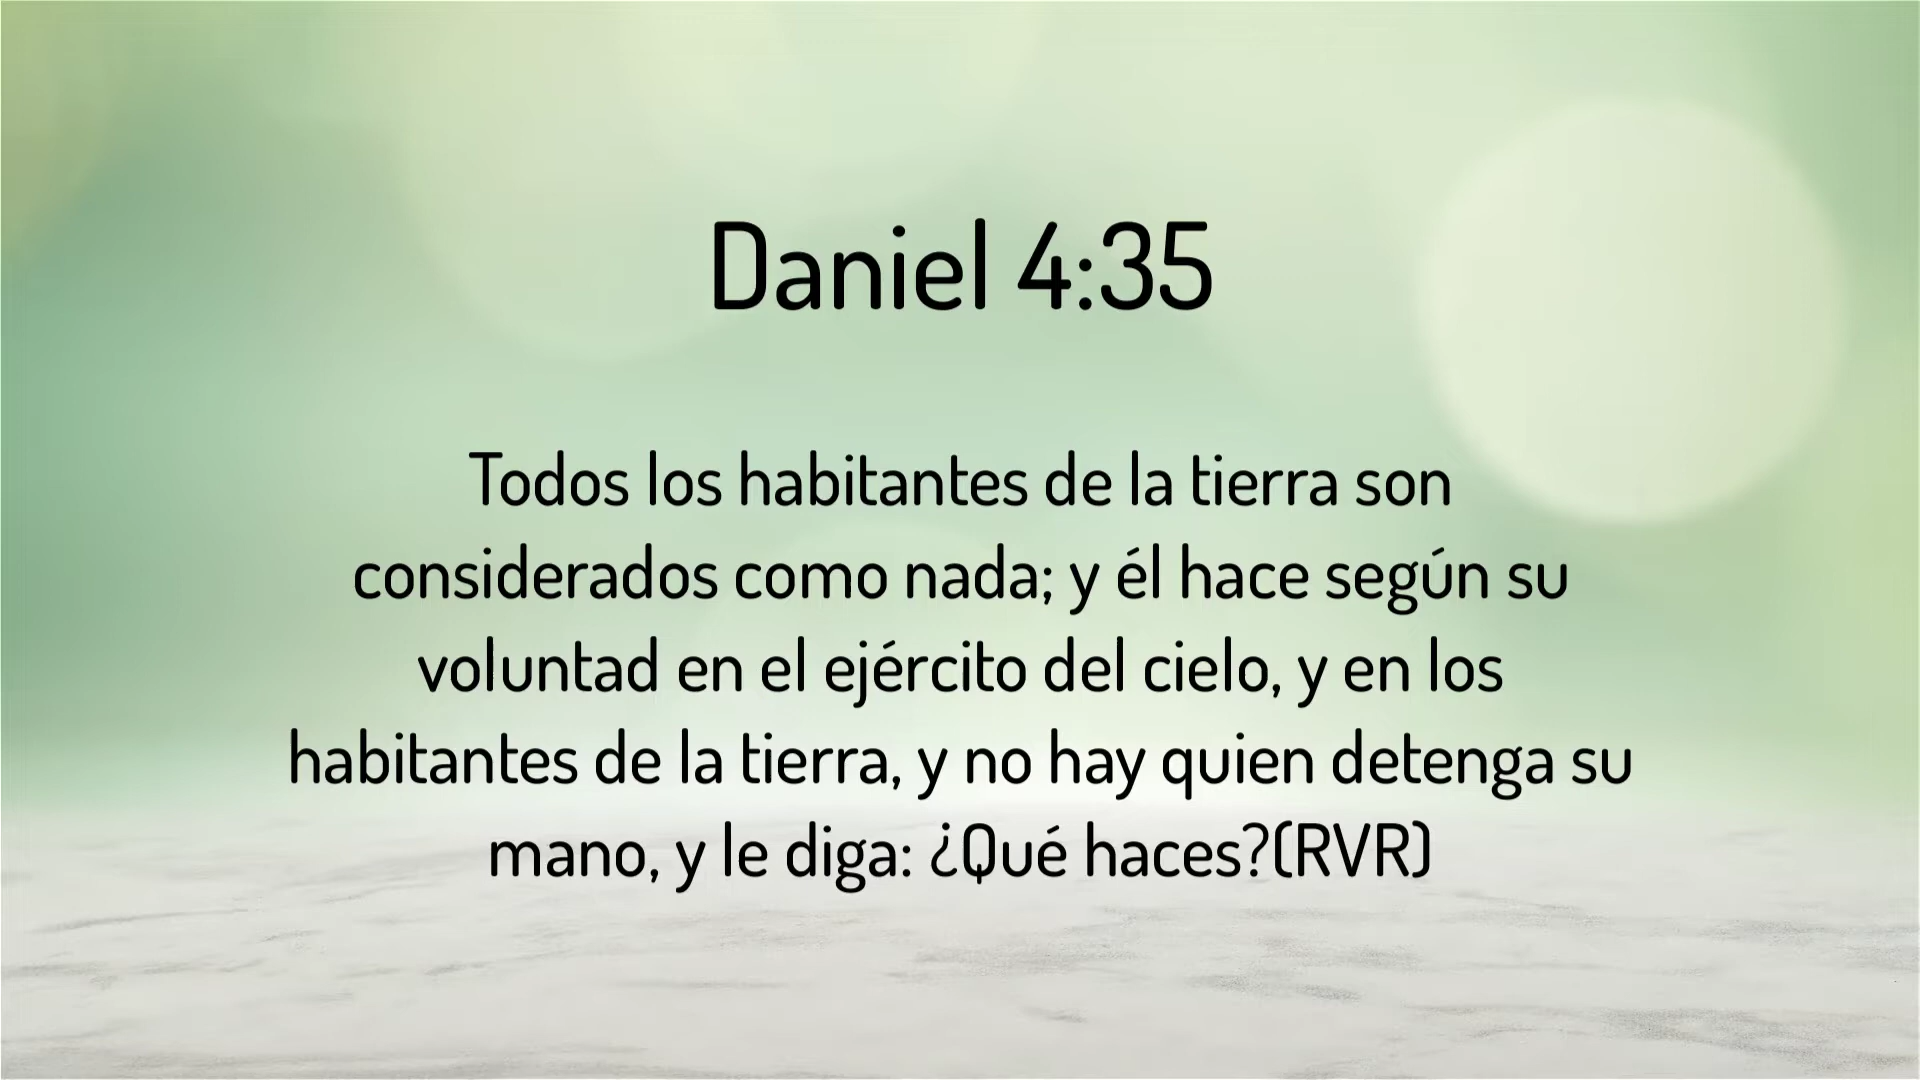 Daniel 4:35
Todos los habitantes de la tierra son
considerados como nada; y él hace según su
voluntad en el ejército del cielo, y en los
habitantes de la tierra, y no hay quien detenga su
mano, y le diga: ¿Qué haces?(RVR)